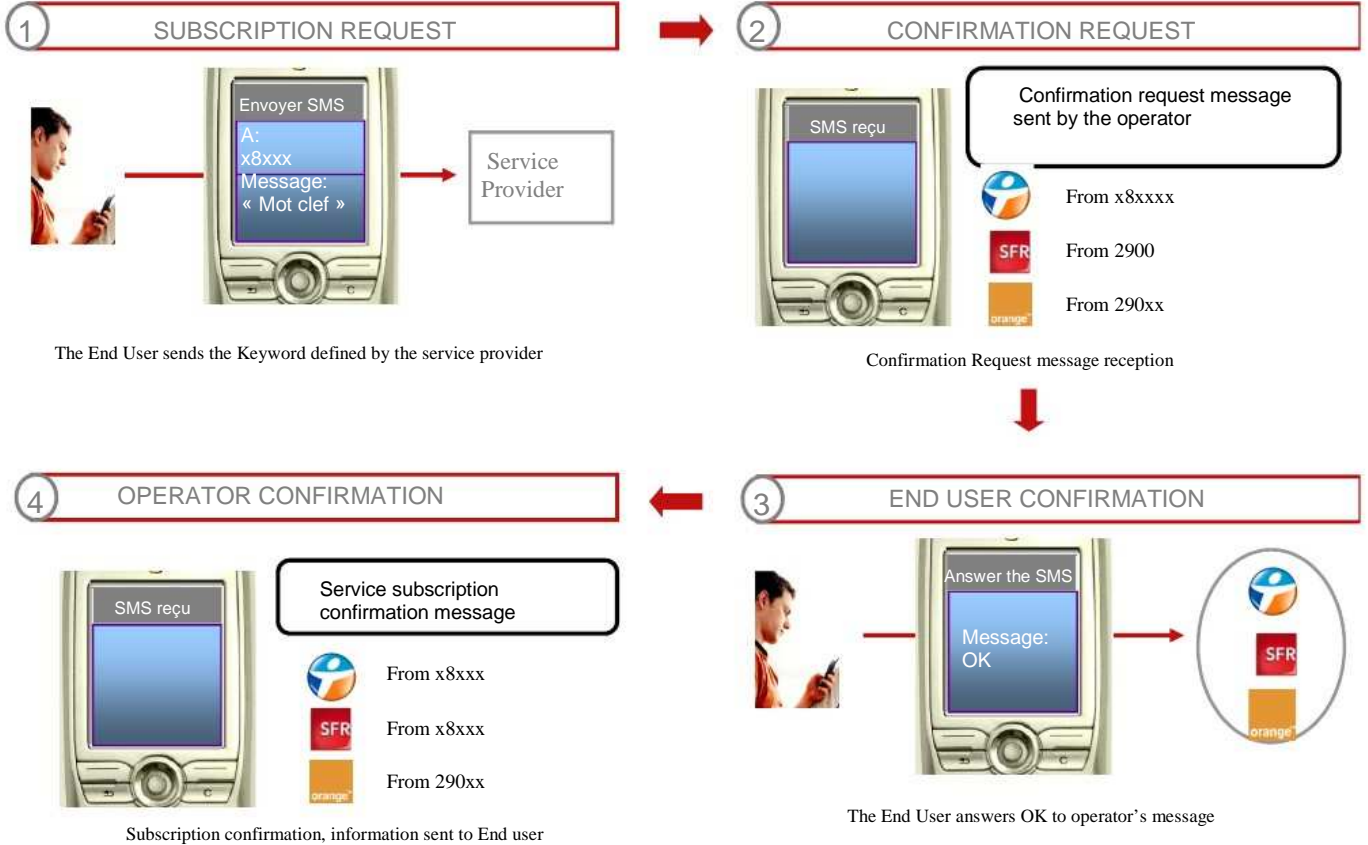 1
SUBSCRIPTION REQUEST
Envoyer SMS
A:
x8xxx
Message:
« Mot clef »
Service
Provider
The End User sends the Keyword defined by the service provider
2
CONFIRMATION REQUEST
SMS reçu
Confirmation request message
sent by the operator
From x8xxxx
SFR
From 2900
orange™
From 290xx
Confirmation Request message reception
3
END USER CONFIRMATION
Answer the SMS
Message:
OK
SFR
orange™
The End User answers OK to operator’s message
4
OPERATOR CONFIRMATION
SMS reçu
Service subscription
confirmation message
From x8xxx
SFR
From x8xxx
orange™
From 290xx
Subscription confirmation, information sent to End user